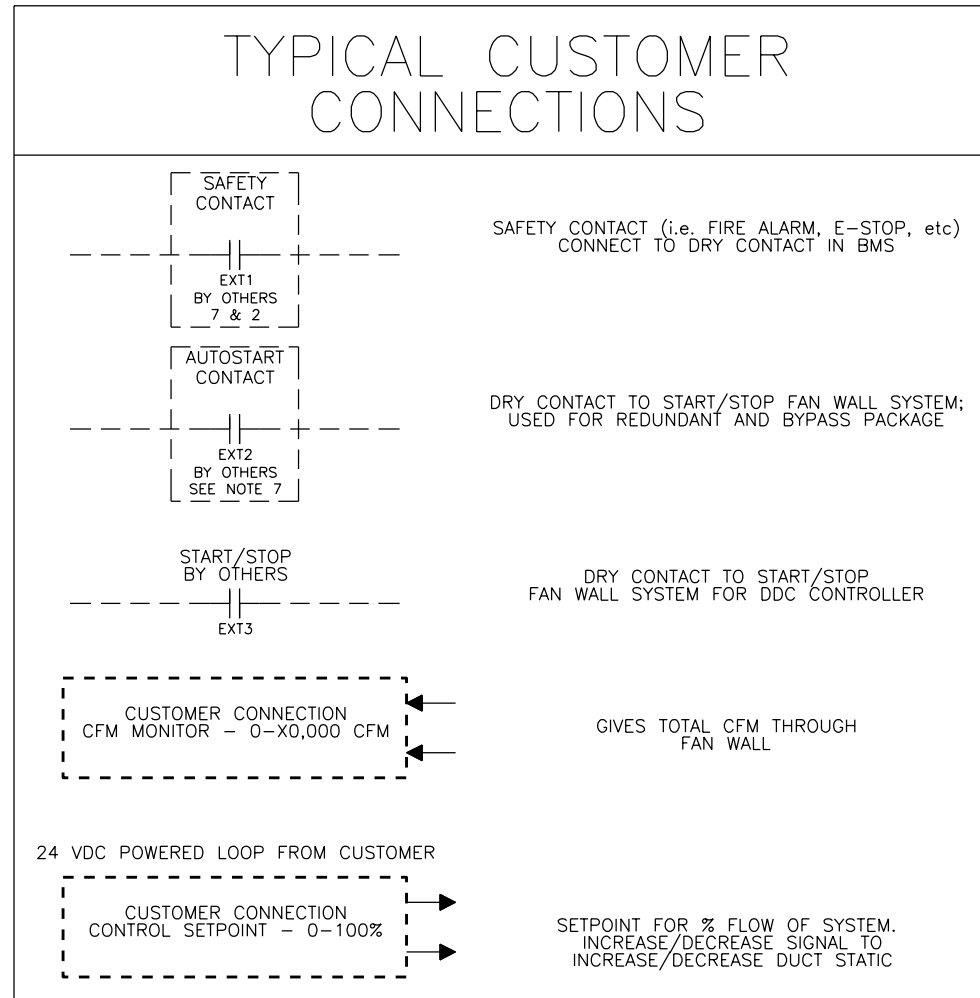 TYPICAL CUSTOMER
CONNECTIONS
SAFETY
CONTACT
EXT1
BY OTHERS
7 & 2
SAFETY CONTACT (i.e. FIRE ALARM, E-STOP, etc)
CONNECT TO DRY CONTACT IN BMS
AUTOSTART
CONTACT
EXT2
BY OTHERS
SEE NOTE 7
DRY CONTACT TO START/STOP FAN WALL SYSTEM;
USED FOR REDUNDANT AND BYPASS PACKAGE
START/STOP
BY OTHERS
EXT3
DRY CONTACT TO START/STOP
FAN WALL SYSTEM FOR DDC CONTROLLER
CUSTOMER CONNECTION
CFM MONITOR - 0-X0,000 CFM
GIVES TOTAL CFM THROUGH
FAN WALL
24 VDC POWERED LOOP FROM CUSTOMER
CUSTOMER CONNECTION
CONTROL SETPOINT - 0-100%
SETPOINT FOR % FLOW OF SYSTEM.
INCREASE/DECREASE SIGNAL TO
INCREASE/DECREASE DUCT STATIC